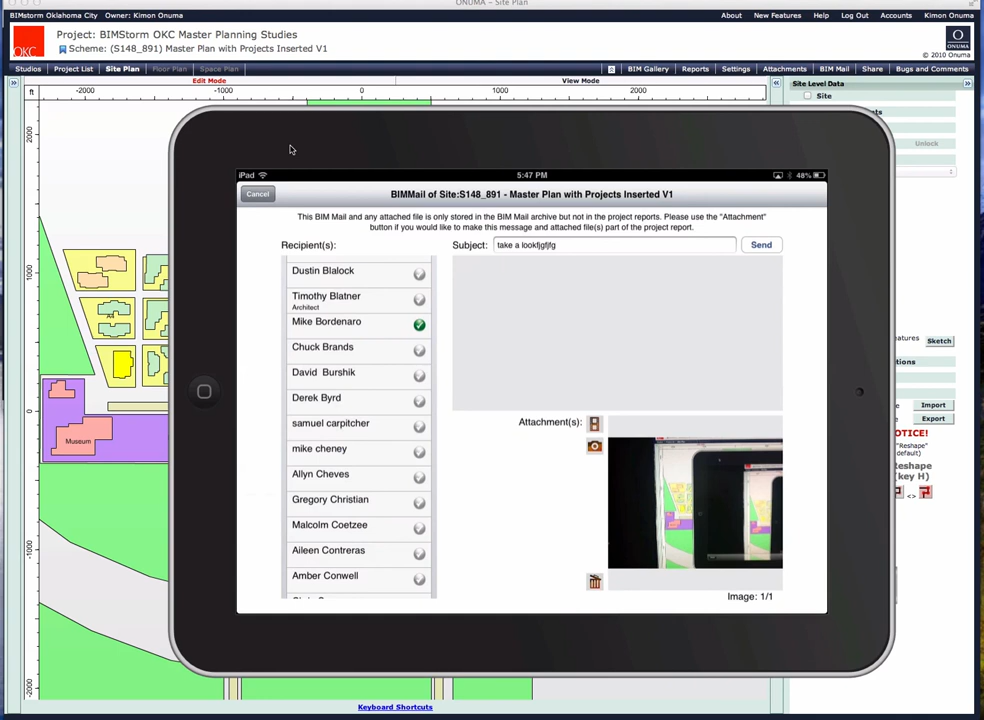 ONUMA - Site Plan
BIMstorm Oklahoma City Owner: Kimon Onuma
About New Features Help Log Out Accounts Kimon Onuma
OKC
Project: BIMStorm OKC Master Planning Studies
Scheme: (S148_891) Master Plan with Projects Inserted V1
ONUMA
© 2010 Onuma
Studios Project List Site Plan Floor Plan Space Plan
BIM Gallery Reports Settings Attachments BIM Mail Share Bugs and Comments
Edit Mode View Mode
Site Level Data
ft -2000 -1000 0 1000 2000
Site
2000
1000
0
-1000
-2000
Museum
iPad 5:47 PM 48%
Cancel
BIMMail of Site:S148_891 - Master Plan with Projects Inserted V1
This BIM Mail and any attached file is only stored in the BIM Mail archive but not in the project reports. Please use the "Attachment"
button if you would like to make this message and attached file(s) part of the project report.
Recipient(s):
Subject: take a lookfjgfjfg
Send
Dustin Blalock
Timothy Blatner
Architect
Mike Bordenaro
Chuck Brands
David Burshik
Derek Byrd
samuel carpitcher
mike cheney
Allyn Cheves
Gregory Christian
Malcolm Coetzee
Aileen Contreras
Amber Conwell
Attachment(s):
Image: 1/1
Unlock
Sketch
Import
Export
"Reshape"
default)
(key H)
<>
Keyboard Shortcuts